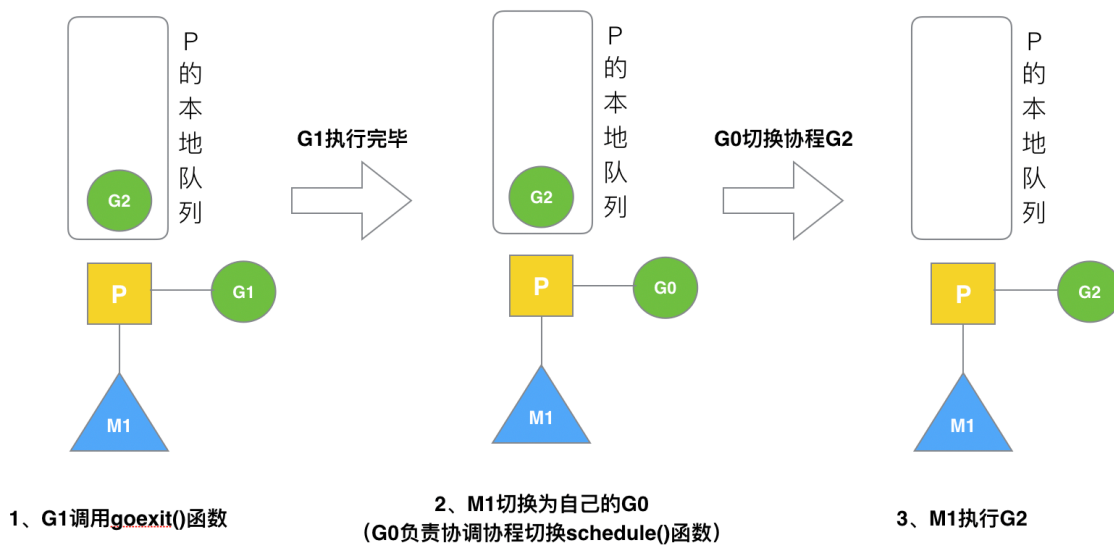 P的本地队列
G2
P
G1
M1
1、G1调用goexit()函数
G1执行完毕
P的本地队列
G2
P
G0
M1
2、M1切换为自己的G0
（G0负责协调协程切换schedule()函数）
G0切换协程G2
P的本地队列
P
G2
M1
3、M1执行G2